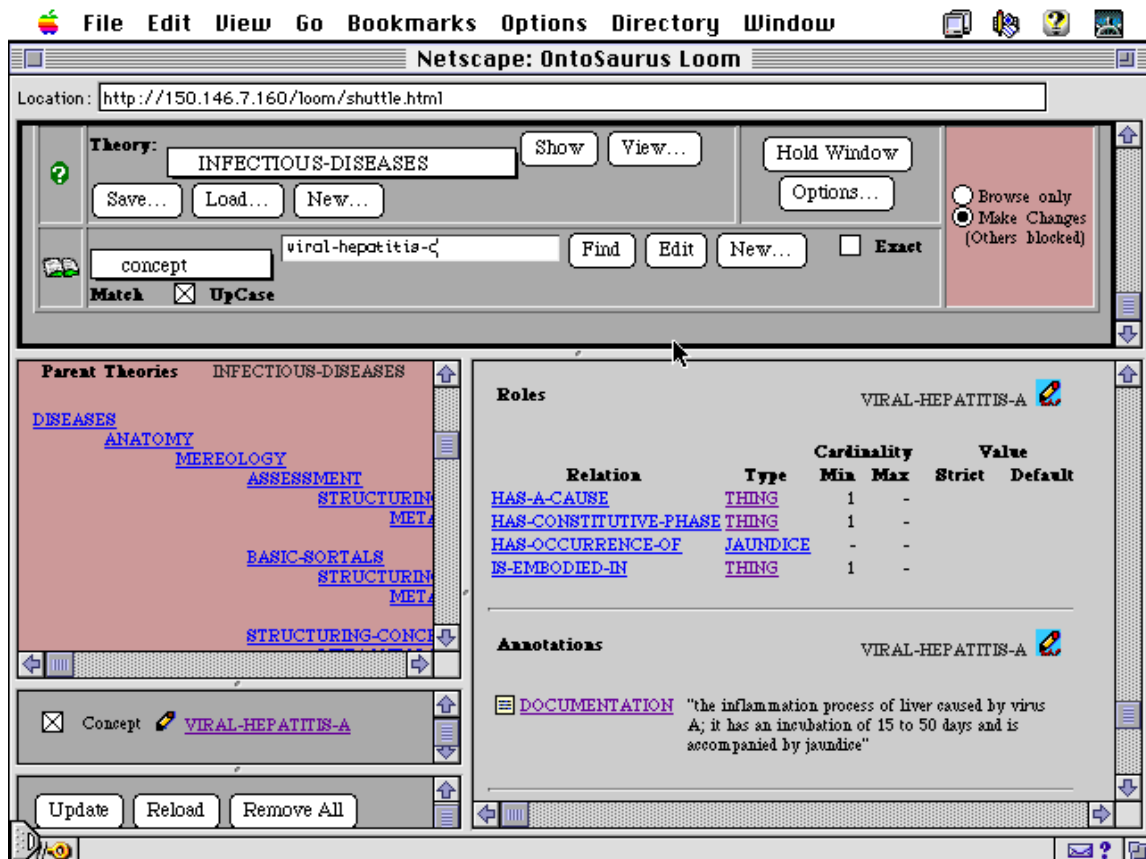 File Edit View Go Bookmarks Options Directory Window
Netscape: OntoSaurus Loom
Location: http://150.146.7.160/loom/shuttle.html
Theory: INFECTIOUS-DISEASES Show View...
Save... Load... New...
Hold Window
Options...
Browse only
Make Changes
(Others blocked)
concept viral-hepatitis-c Find Edit New... Exact
Match UpCase
Parent Theories INFECTIOUS-DISEASES
DISEASES
ANATOMY
MEREOLOGY
ASSESSMENT
STRUCTURING
META
BASIC-SORTALS
STRUCTURING
META
STRUCTURING-CONCE
Concept VIRAL-HEPATITIS-A
Update Reload Remove All
Roles VIRAL-HEPATITIS-A
Cardinality Value
Relation Type Min Max Strict Default
HAS-A-CAUSE THING 1 -
HAS-CONSTITUTIVE-PHASE THING 1 -
HAS-OCCURRENCE-OF JAUNDICE - -
IS-EMBODIED-IN THING 1 -
Annotations VIRAL-HEPATITIS-A
DOCUMENTATION "the inflammation process of liver caused by virus
A; it has an incubation of 15 to 50 days and is
accompanied by jaundice"